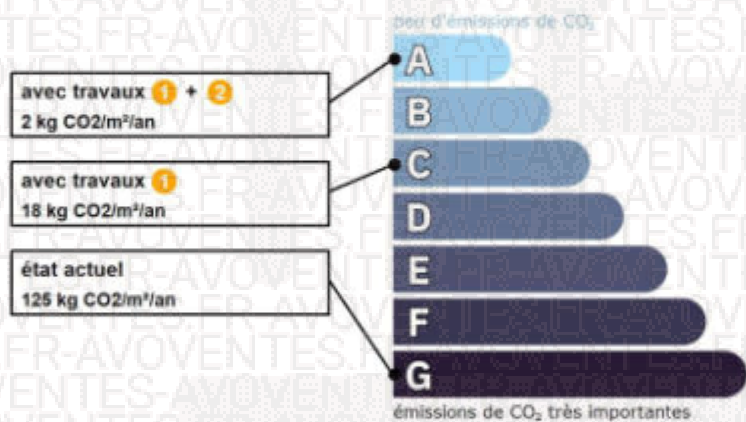 peu d'émissions de CO₂
A
avec travaux 1 + 2
2 kg CO2/m²/an
B
avec travaux 1
18 kg CO2/m²/an
C
D
état actuel
125 kg CO2/m²/an
E
F
G
émissions de CO₂ très importantes